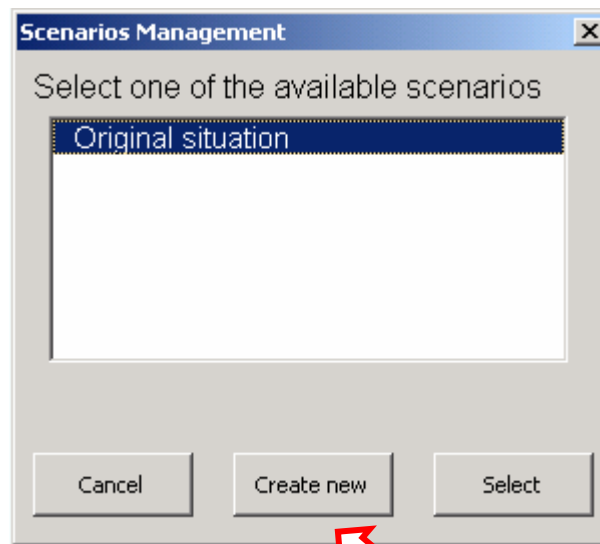 Scenarios Management
Select one of the available scenarios
Original situation
Cancel
Create new
Select